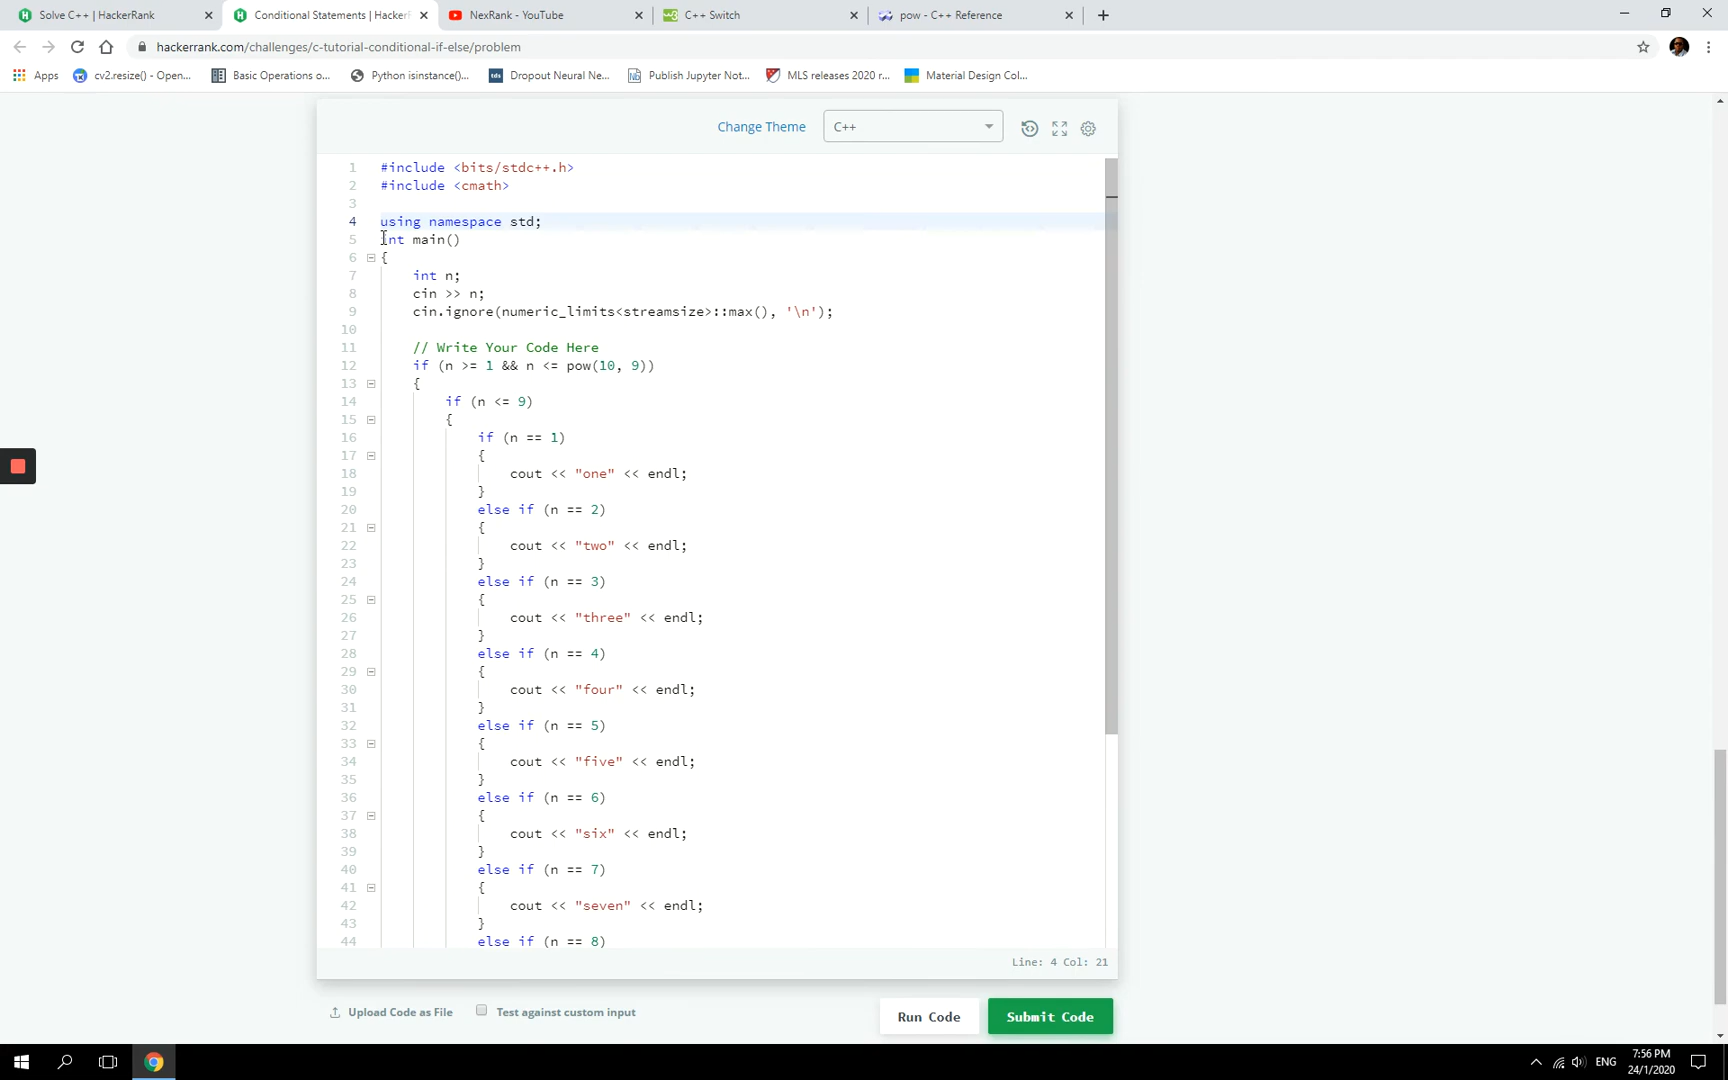 Solve C++ | HackerRank
Conditional Statements | HackerR
NexRank - YouTube
C++ Switch
pow - C++ Reference
hackerrank.com/challenges/c-tutorial-conditional-if-else/problem
Apps
cv2.resize() - Open...
Basic Operations o...
Python isinstance()...
Dropout Neural Ne...
Publish Jupyter Not...
MLS releases 2020 r...
Material Design Col...
Change Theme
C++
1 #include <bits/stdc++.h>
2 #include <cmath>
3
4 using namespace std;
5 int main()
6 {
7 int n;
8 cin >> n;
9 cin.ignore(numeric_limits<streamsize>::max(), '\n');
10
11 // Write Your Code Here
12 if (n >= 1 && n <= pow(10, 9))
13 {
14 if (n <= 9)
15 {
16 if (n == 1)
17 {
18 cout << "one" << endl;
19 }
20 else if (n == 2)
21 {
22 cout << "two" << endl;
23 }
24 else if (n == 3)
25 {
26 cout << "three" << endl;
27 }
28 else if (n == 4)
29 {
30 cout << "four" << endl;
31 }
32 else if (n == 5)
33 {
34 cout << "five" << endl;
35 }
36 else if (n == 6)
37 {
38 cout << "six" << endl;
39 }
40 else if (n == 7)
41 {
42 cout << "seven" << endl;
43 }
44 else if (n == 8)
Line: 4 Col: 21
Upload Code as File
Test against custom input
Run Code
Submit Code
ENG
7:56 PM
24/1/2020